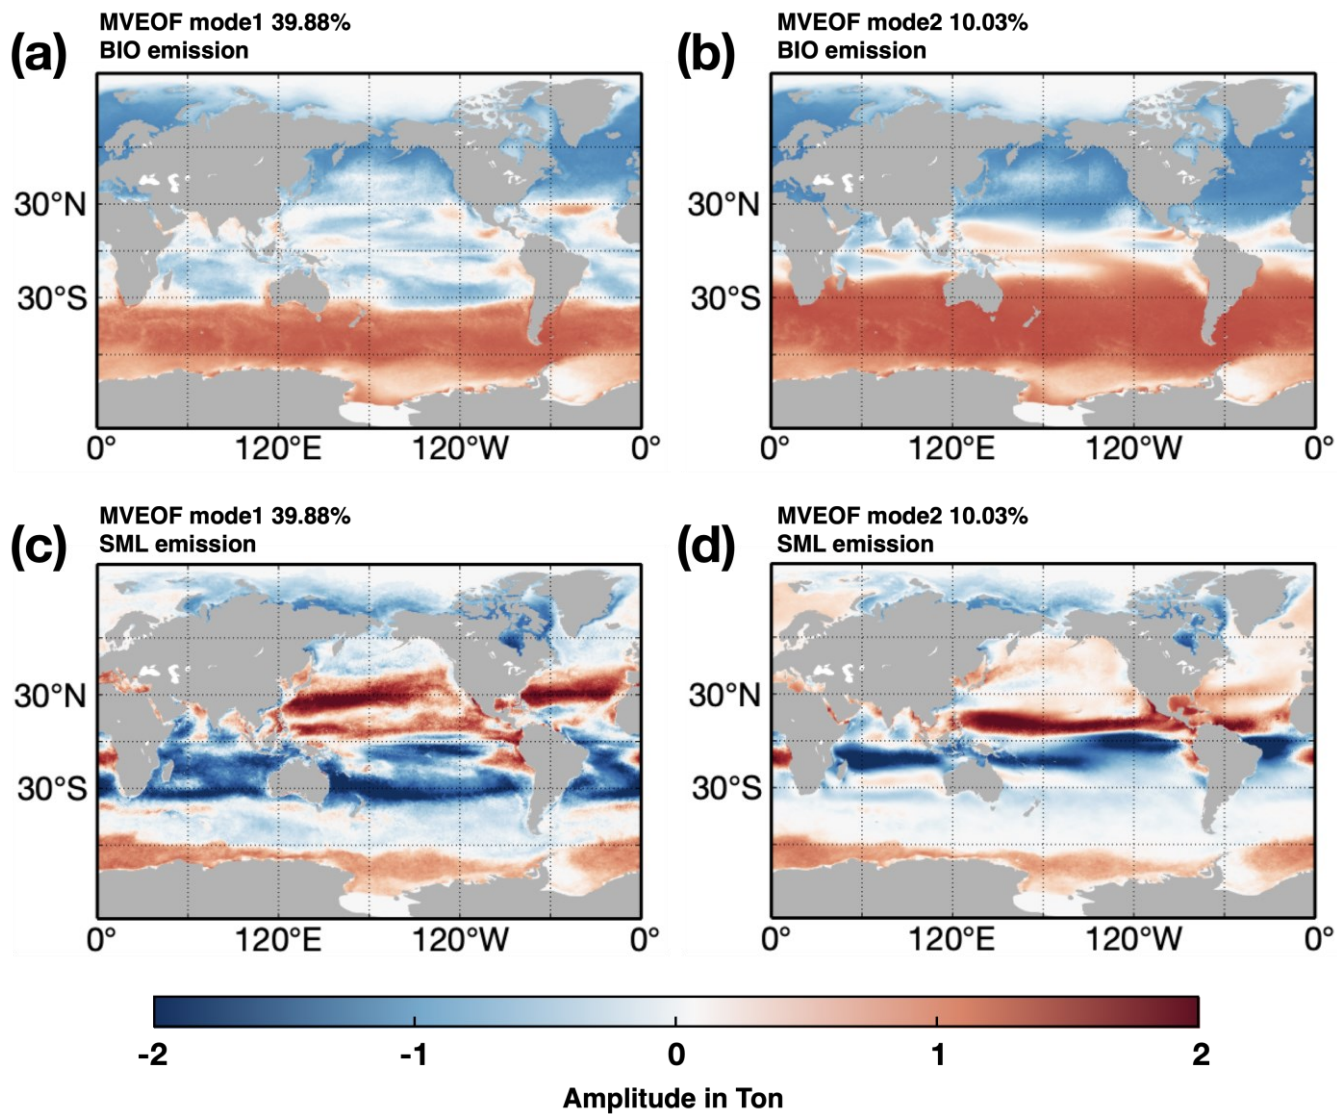 (a)
MVEOF mode1 39.88%
BIO emission
30°N
30°S
0°
120°E
120°W
0°
(b)
MVEOF mode2 10.03%
BIO emission
30°N
30°S
0°
120°E
120°W
0°
(c)
MVEOF mode1 39.88%
SML emission
30°N
30°S
0°
120°E
120°W
0°
(d)
MVEOF mode2 10.03%
SML emission
30°N
30°S
0°
120°E
120°W
0°
-2
-1
0
1
2
Amplitude in Ton